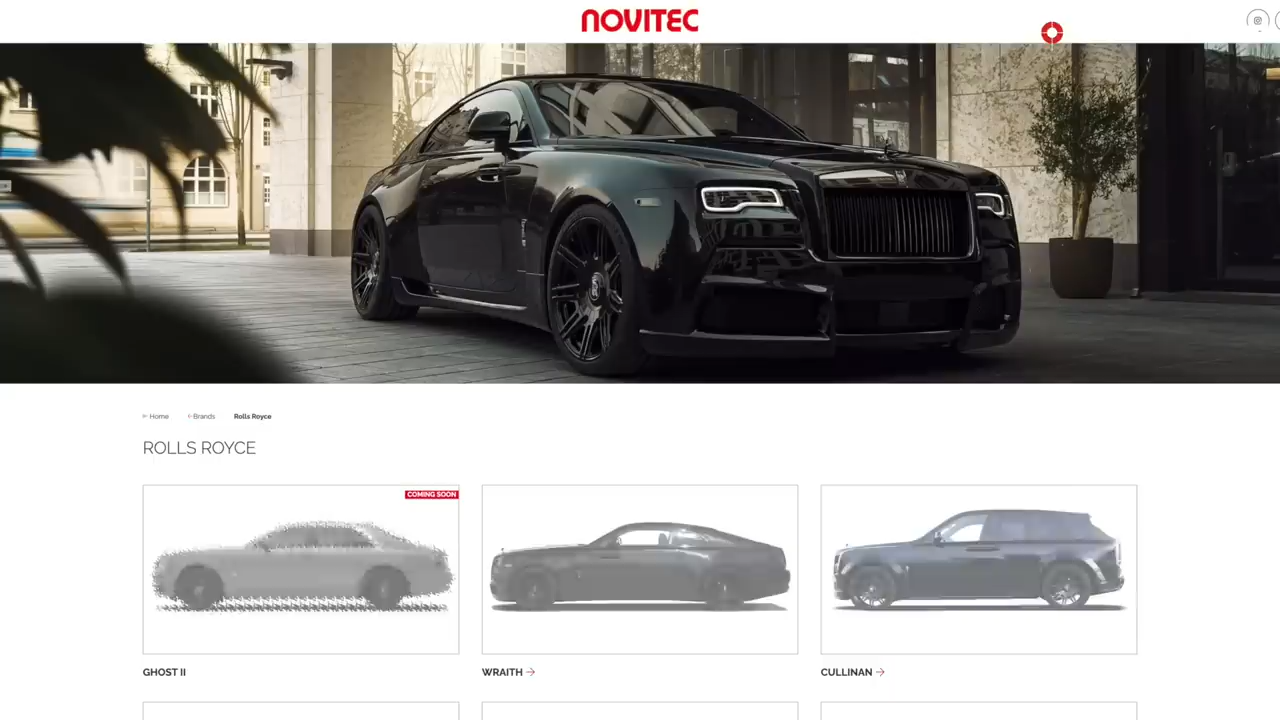 NOVITEC
Home
Brands
Rolls Royce
ROLLS ROYCE
COMING SOON
GHOST II
WRAITH
CULLINAN